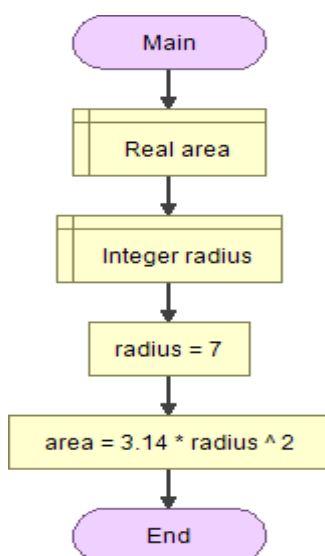 Main
Real area
Integer radius
radius = 7
area = 3.14 * radius ^ 2
End